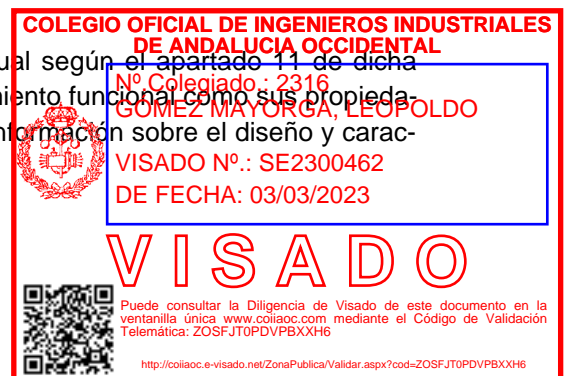 COLEGIO OFICIAL DE INGENIEROS INDUSTRIALES
DE ANDALUCIA OCCIDENTAL
ual según el apartado 11 de dicha
Nº.Colegiado.: 2316
iento funcional como sus propieda-
GOMEZ MAYORGA, LEOPOLDO
nformación sobre el diseño y carac-
VISADO Nº.: SE2300462
DE FECHA: 03/03/2023
VISADO
Puede consultar la Diligencia de Visado de este documento en la
ventanilla única www.coiiaoc.com mediante el Código de Validación
Telemática: ZOSFJT0PDVPBXXH6
http://coiiaoc.e-visado.net/ZonaPublica/Validar.aspx?cod=ZOSFJT0PDVPBXXH6